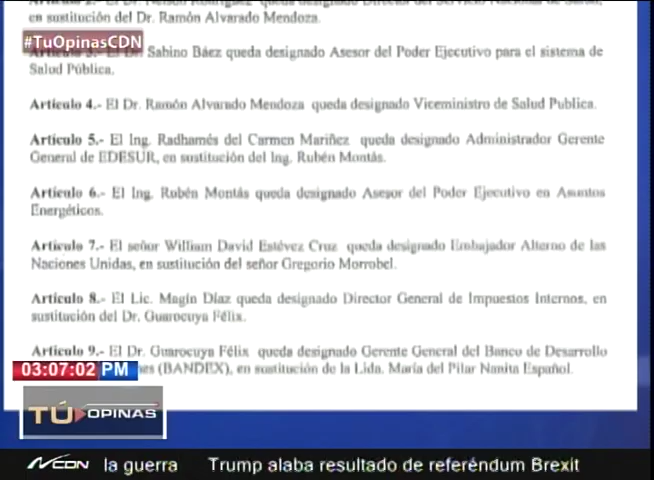 en sustitución del Dr. Ramón Alvarado Mendoza.
#TuOpinasCDN
Sabino Báez queda designado Asesor del Poder Ejecutivo para el sistema de
Salud Pública.
Artículo 4.- El Dr. Ramón Alvarado Mendoza queda designado Viceministro de Salud Publica.
Artículo 5.- El Ing. Radhamés del Carmen Mariñez queda designado Administrador Gerente
General de EDESUR, en sustitución del Ing. Rubén Montás.
Artículo 6.- El Ing. Rubén Montás queda designado Asesor del Poder Ejecutivo en Asuntos
Energéticos.
Artículo 7.- El señor William David Estévez Cruz queda designado Embajador Alterno de las
Naciones Unidas, en sustitución del señor Gregorio Morrobel.
Artículo 8.- El Lic. Magín Díaz queda designado Director General de Impuestos Internos, en
sustitución del Dr. Guarocuya Félix.
Artículo 9.- El Dr. Guarocuya Félix queda designado Gerente General del Banco de Desarrollo
03:07:02 PM
(BANDEX), en sustitución de la Lida. María del Pilar Nanita Español.
TÚ OPINAS
CDN la guerra Trump alaba resultado de referéndum Brexit